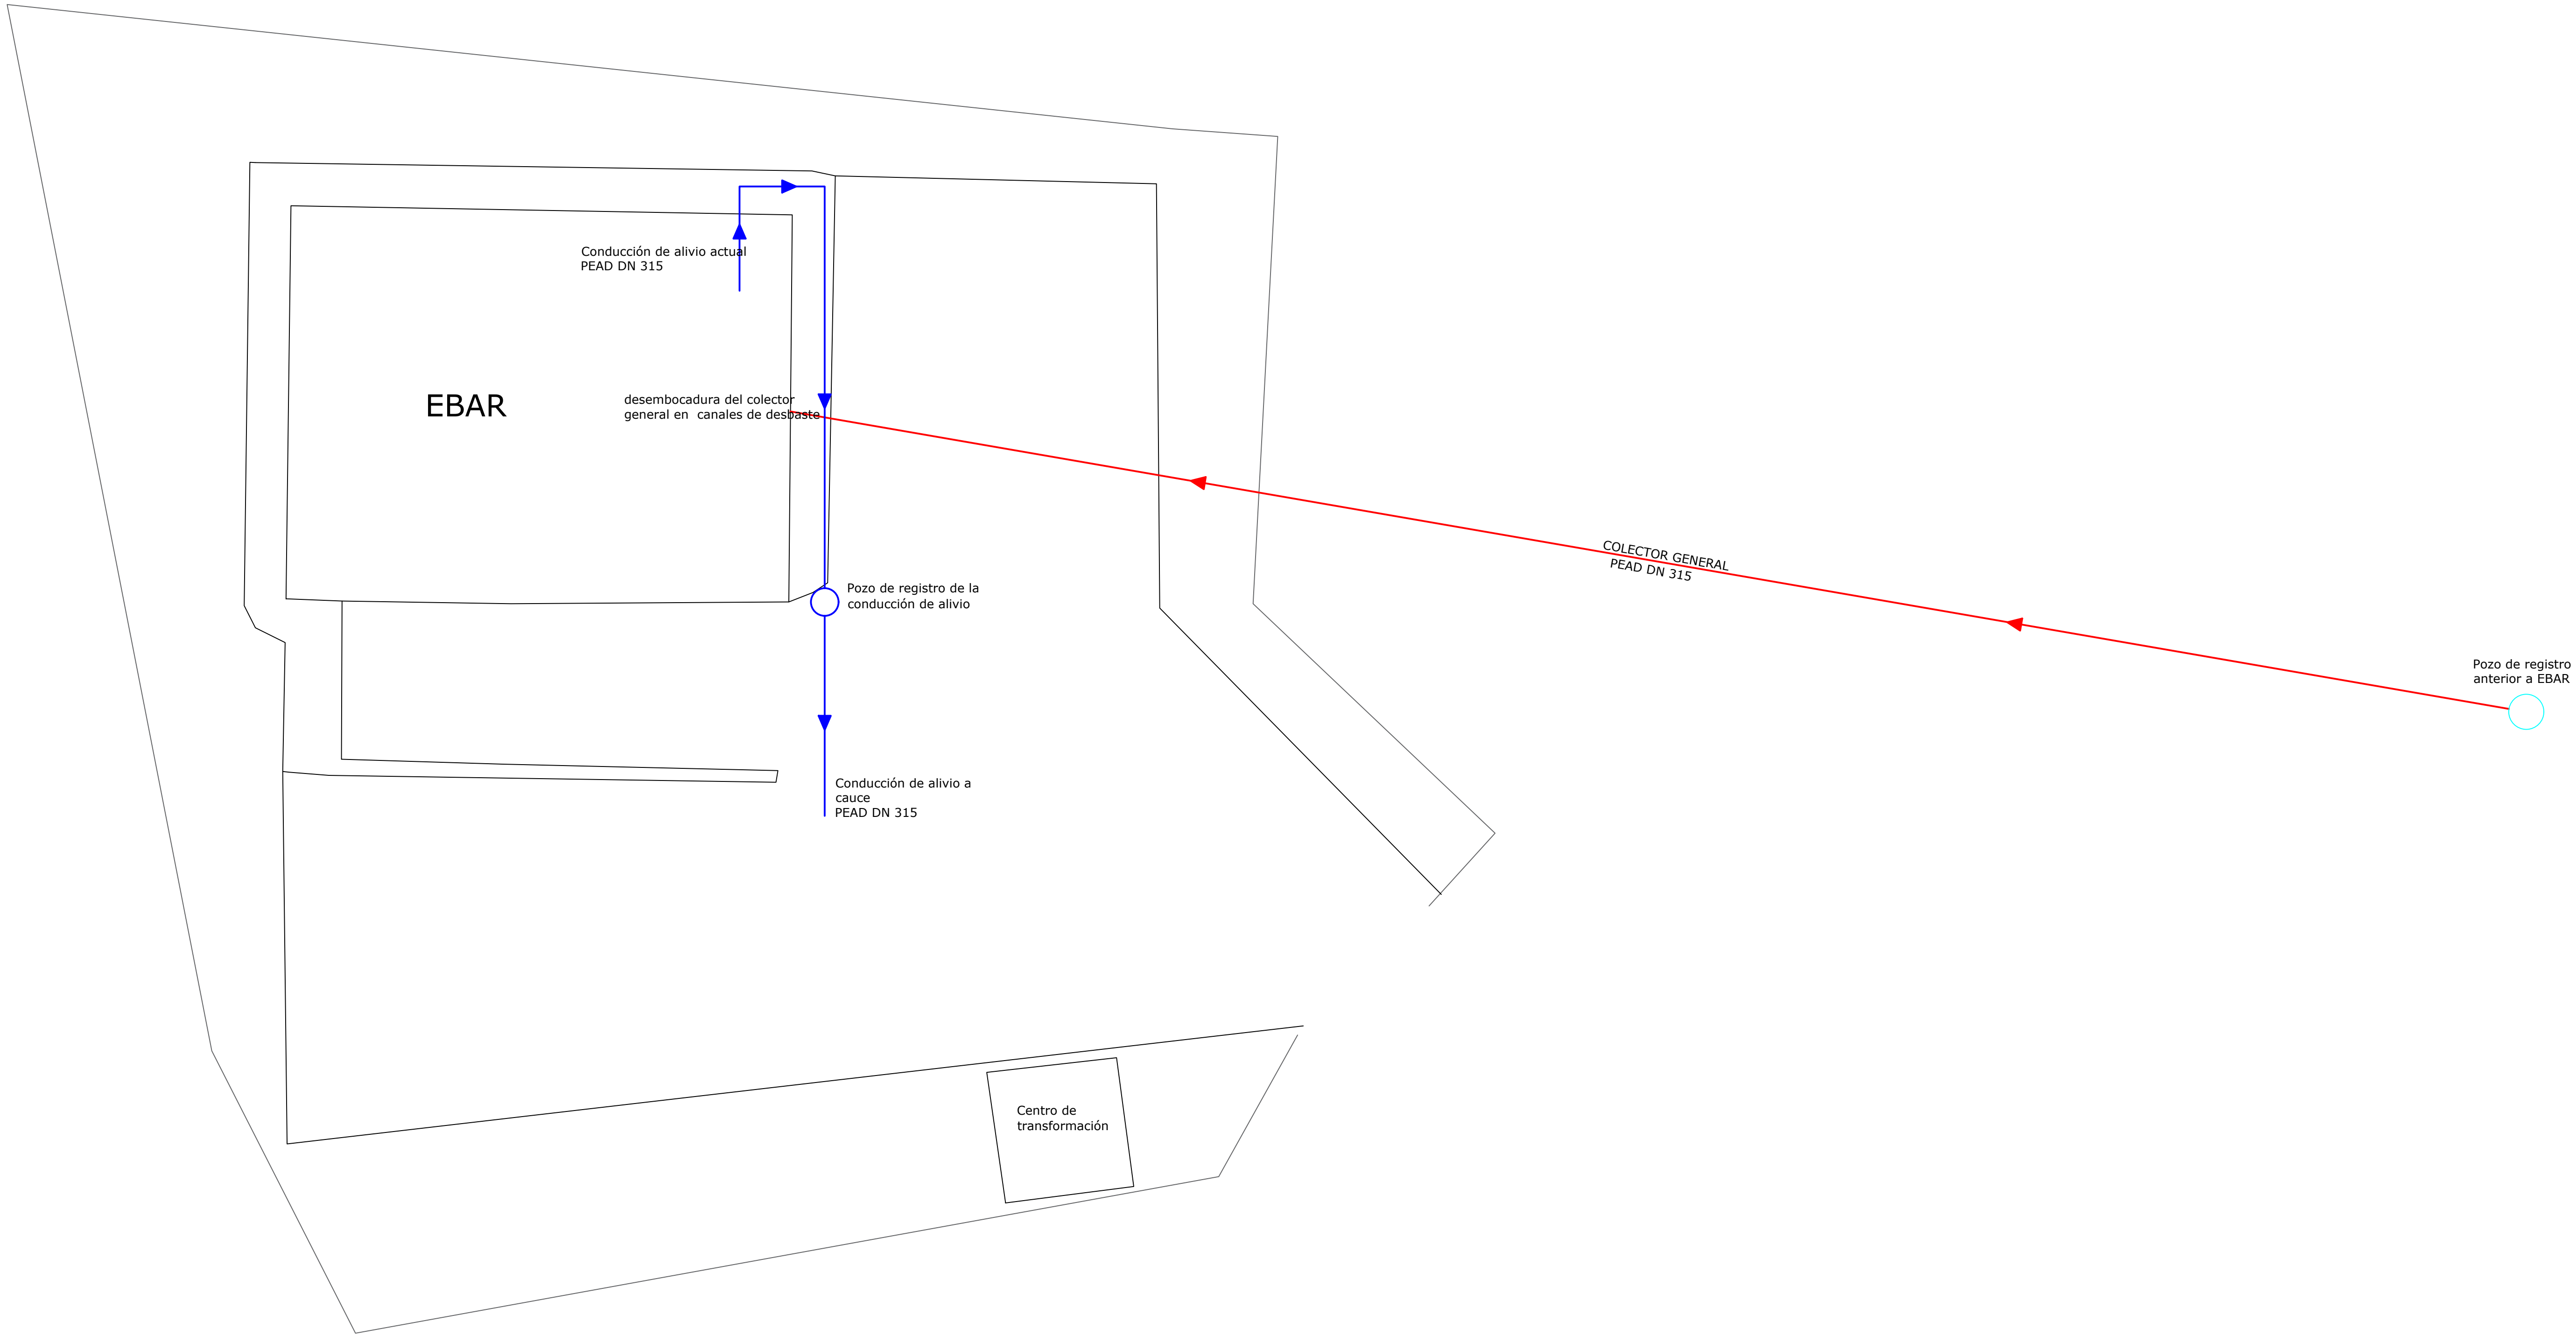 Conducción de alivio actual
PEAD DN 315
EBAR
desembocadura del colector
general en  canales de desbaste
COLECTOR GENERAL
PEAD DN 315
Pozo de registro de la
conducción de alivio
Pozo de registro
anterior a EBAR
Conducción de alivio a
cauce
PEAD DN 315
Centro de
transformación